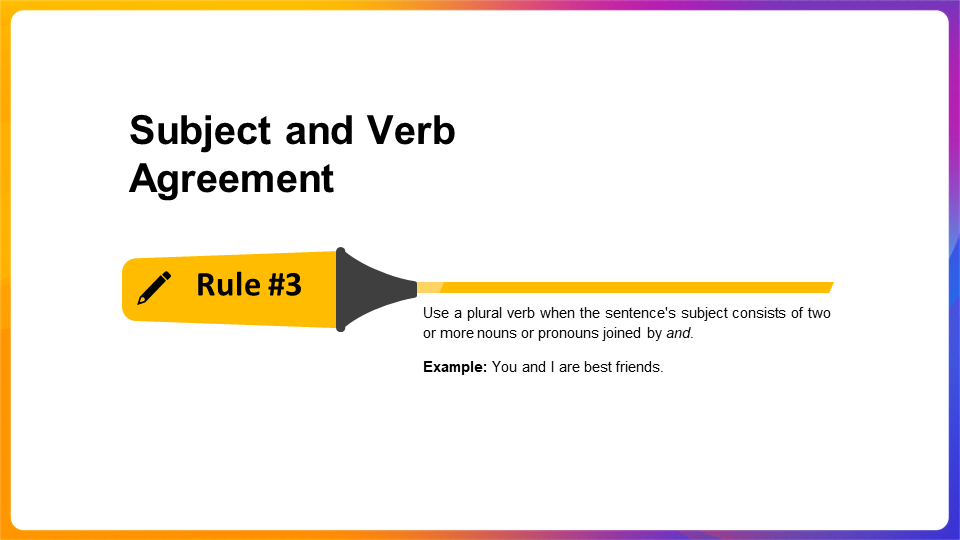 Subject and Verb
Agreement
Rule #3
Use a plural verb when the sentence's subject consists of two
or more nouns or pronouns joined by and.
Example: You and I are best friends.